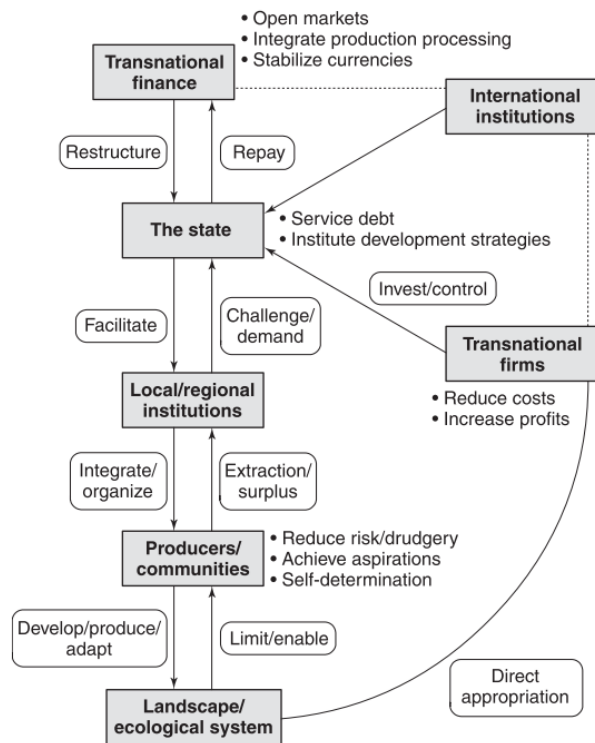 • Open markets
• Integrate production processing
• Stabilize currencies
Transnational
finance
International
institutions
Restructure
Repay
The state
• Service debt
• Institute development strategies
Invest/control
Facilitate
Challenge/
demand
Transnational
firms
• Reduce costs
• Increase profits
Local/regional
institutions
Integrate/
organize
Extraction/
surplus
Producers/
communities
• Reduce risk/drudgery
• Achieve aspirations
• Self-determination
Develop/produce/
adapt
Limit/enable
Direct
appropriation
Landscape/
ecological system